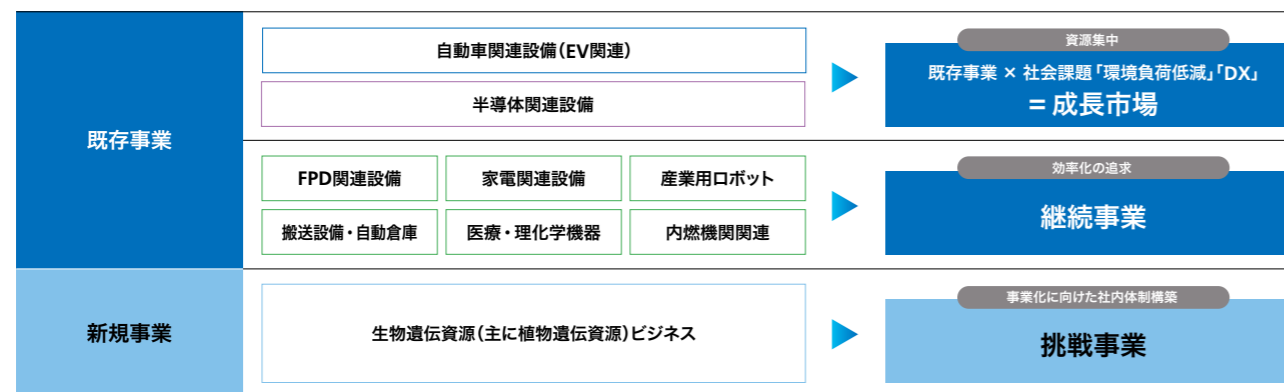 既存事業
自動車関連設備(EV関連)
半導体関連設備
資源集中
既存事業 × 社会課題「環境負荷低減」「DX」
＝成長市場
FPD関連設備
家電関連設備
産業用ロボット
搬送設備・自動倉庫
医療・理化学機器
内燃機関関連
効率化の追求
継続事業
新規事業
生物遺伝資源(主に植物遺伝資源)ビジネス
事業化に向けた社内体制構築
挑戦事業